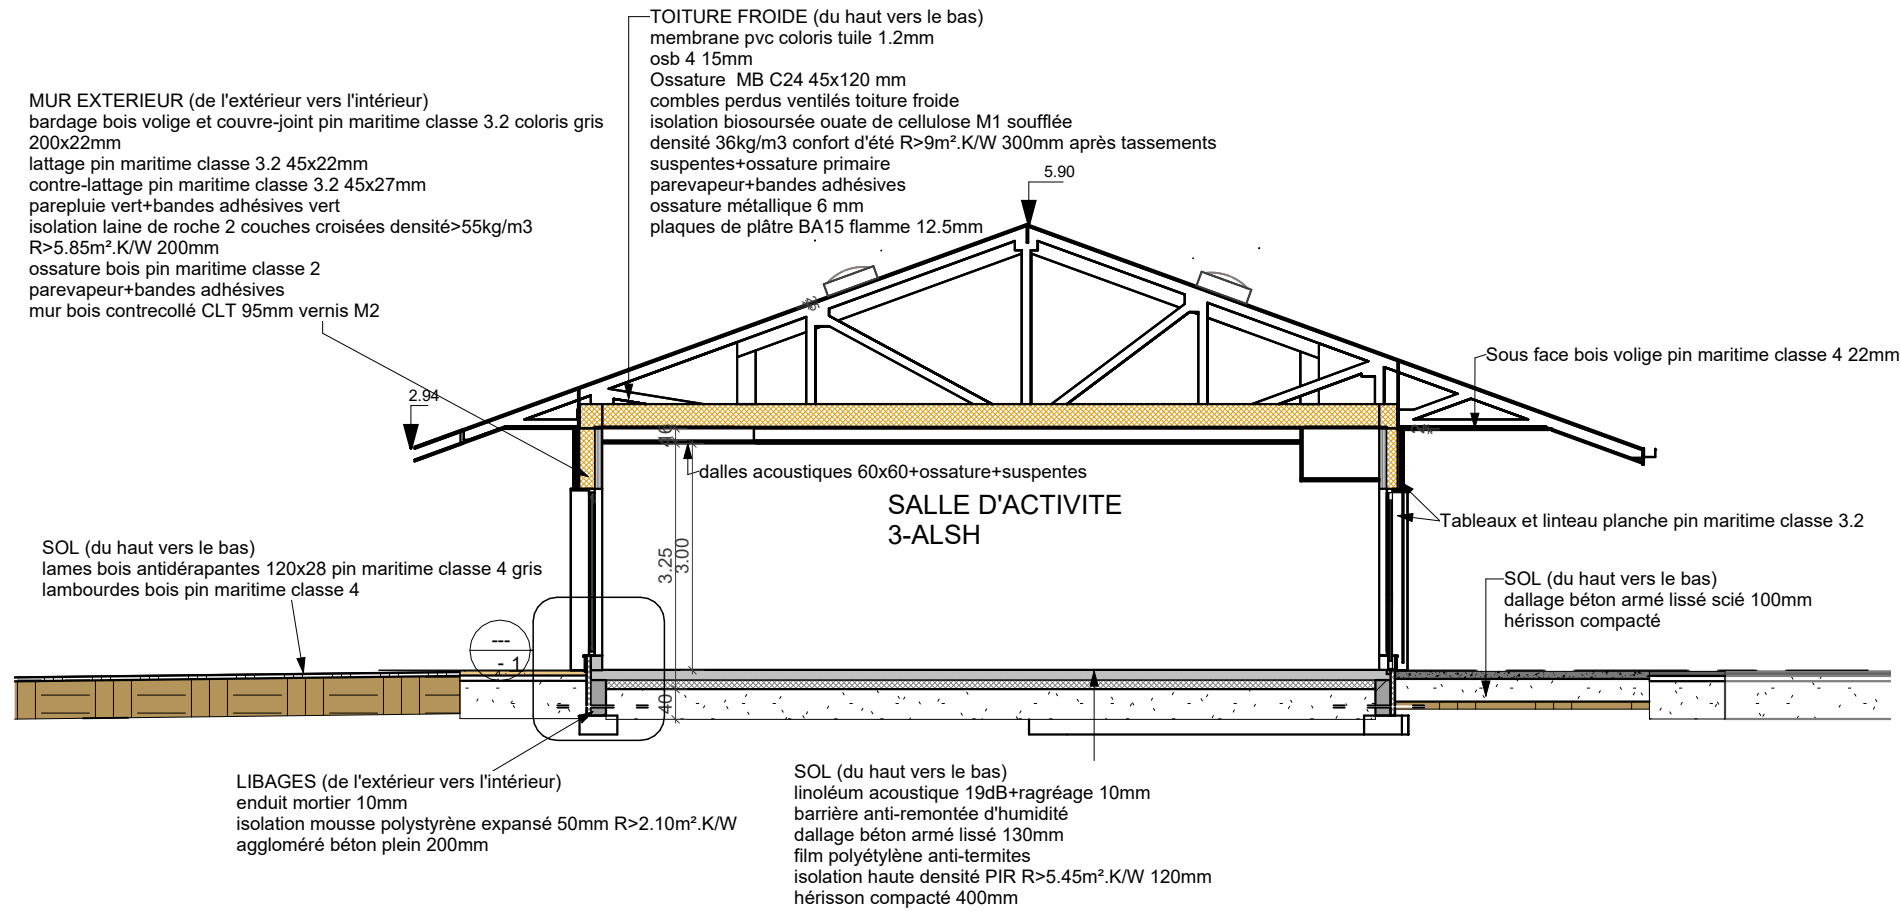 TOITURE FROIDE (du haut vers le bas)
membrane pvc coloris tuile 1.2mm
osb 4 15mm
Ossature  MB C24 45x120 mm
combles perdus ventilés toiture froide
isolation biosoursée ouate de cellulose M1 soufflée
densité 36kg/m3 confort d'été R>9m².K/W 300mm après tassements
suspentes+ossature primaire
parevapeur+bandes adhésives
ossature métallique 6 mm
plaques de plâtre BA15 flamme 12.5mm
MUR EXTERIEUR (de l'extérieur vers l'intérieur)
bardage bois volige et couvre-joint pin maritime classe 3.2 coloris gris
200x22mm
lattage pin maritime classe 3.2 45x22mm
contre-lattage pin maritime classe 3.2 45x27mm
parepluie vert+bandes adhésives vert
isolation laine de roche 2 couches croisées densité>55kg/m3
R>5.85m².K/W 200mm
ossature bois pin maritime classe 2
parevapeur+bandes adhésives
mur bois contrecollé CLT 95mm vernis M2
5.90
2.94
Sous face bois volige pin maritime classe 4 22mm
dalles acoustiques 60x60+ossature+suspentes
SALLE D'ACTIVITE
3-ALSH
Tableaux et linteau planche pin maritime classe 3.2
3.25
3.00
40
SOL (du haut vers le bas)
lames bois antidérapantes 120x28 pin maritime classe 4 gris
lambourdes bois pin maritime classe 4
---
- 1
SOL (du haut vers le bas)
dallage béton armé lissé scié 100mm
hérisson compacté
LIBAGES (de l'extérieur vers l'intérieur)
enduit mortier 10mm
isolation mousse polystyrène expansé 50mm R>2.10m².K/W
aggloméré béton plein 200mm
SOL (du haut vers le bas)
linoléum acoustique 19dB+ragréage 10mm
barrière anti-remontée d'humidité
dallage béton armé lissé 130mm
film polyétylène anti-termites
isolation haute densité PIR R>5.45m².K/W 120mm
hérisson compacté 400mm